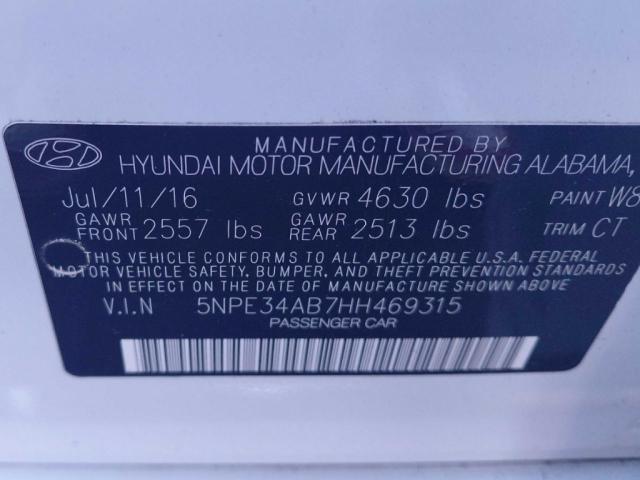 MANUFACTURED BY
HYUNDAI MOTOR MANUFACTURING ALABAMA,
Jul/11/16 GVWR 4630 lbs PAINT W8
GAWR FRONT 2557 lbs GAWR REAR 2513 lbs TRIM CT
THIS VEHICLE CONFORMS TO ALL APPLICABLE U.S.A. FEDERAL
MOTOR VEHICLE SAFETY, BUMPER, AND THEFT PREVENTION STANDARDS
IN EFFECT ON THE DATE OF MANUFACTURE SHOWN ABOVE
V.I.N 5NPE34AB7HH469315
PASSENGER CAR